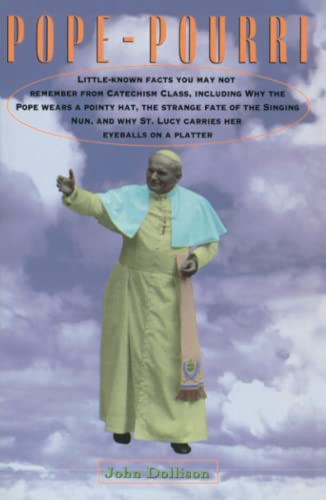 POPE-POURRI
LITTLE-KNOWN FACTS YOU MAY NOT
REMEMBER FROM CATECHISM CLASS, INCLUDING WHY THE
POPE WEARS A POINTY HAT, THE STRANGE FATE OF THE SINGING
NUN, AND WHY ST. LUCY CARRIES HER
EYEBALLS ON A PLATTER
John Dollison